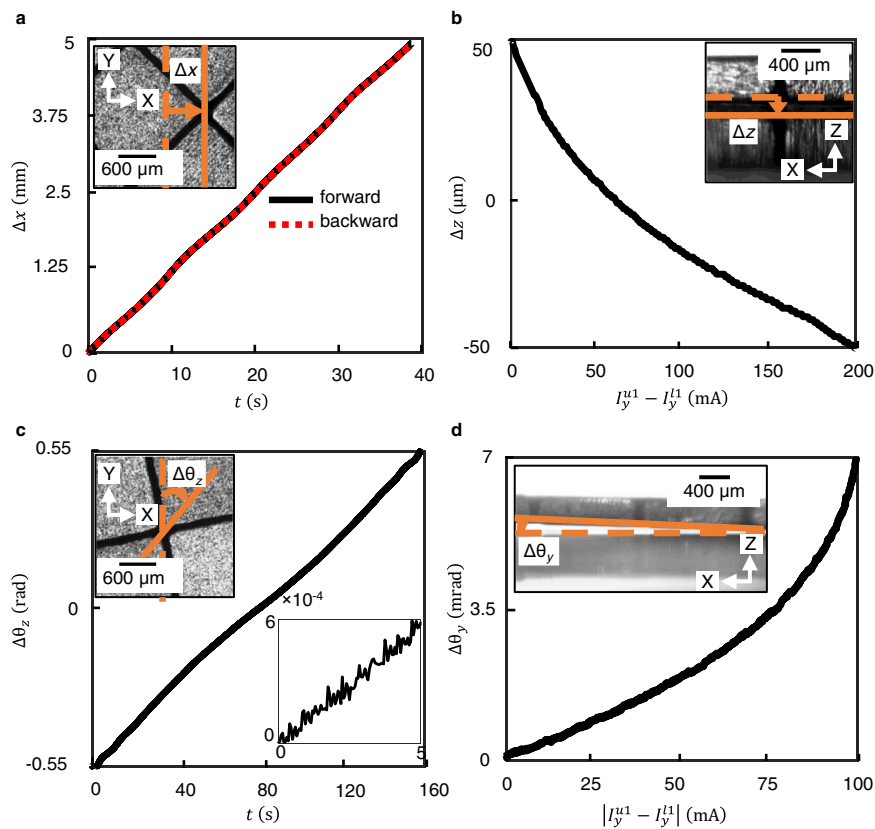 a
5
3.75
2.5
1.25
0
Δx (mm)
Y
X
Δx
600 µm
forward
backward
0
10
20
30
40
t (s)
b
50
0
-50
Δz (µm)
400 µm
Δz
Z
X
0
50
100
150
200
I_y^{u1} − I_y^{l1} (mA)
c
0.55
0
-0.55
Δθ_z (rad)
Y
X
Δθ_z
600 µm
×10^{-4}
6
0
0
5
0
40
80
120
160
t (s)
d
7
3.5
0
Δθ_y (mrad)
400 µm
Δθ_y
Z
X
0
25
50
75
100
|I_y^{u1} − I_y^{l1}| (mA)